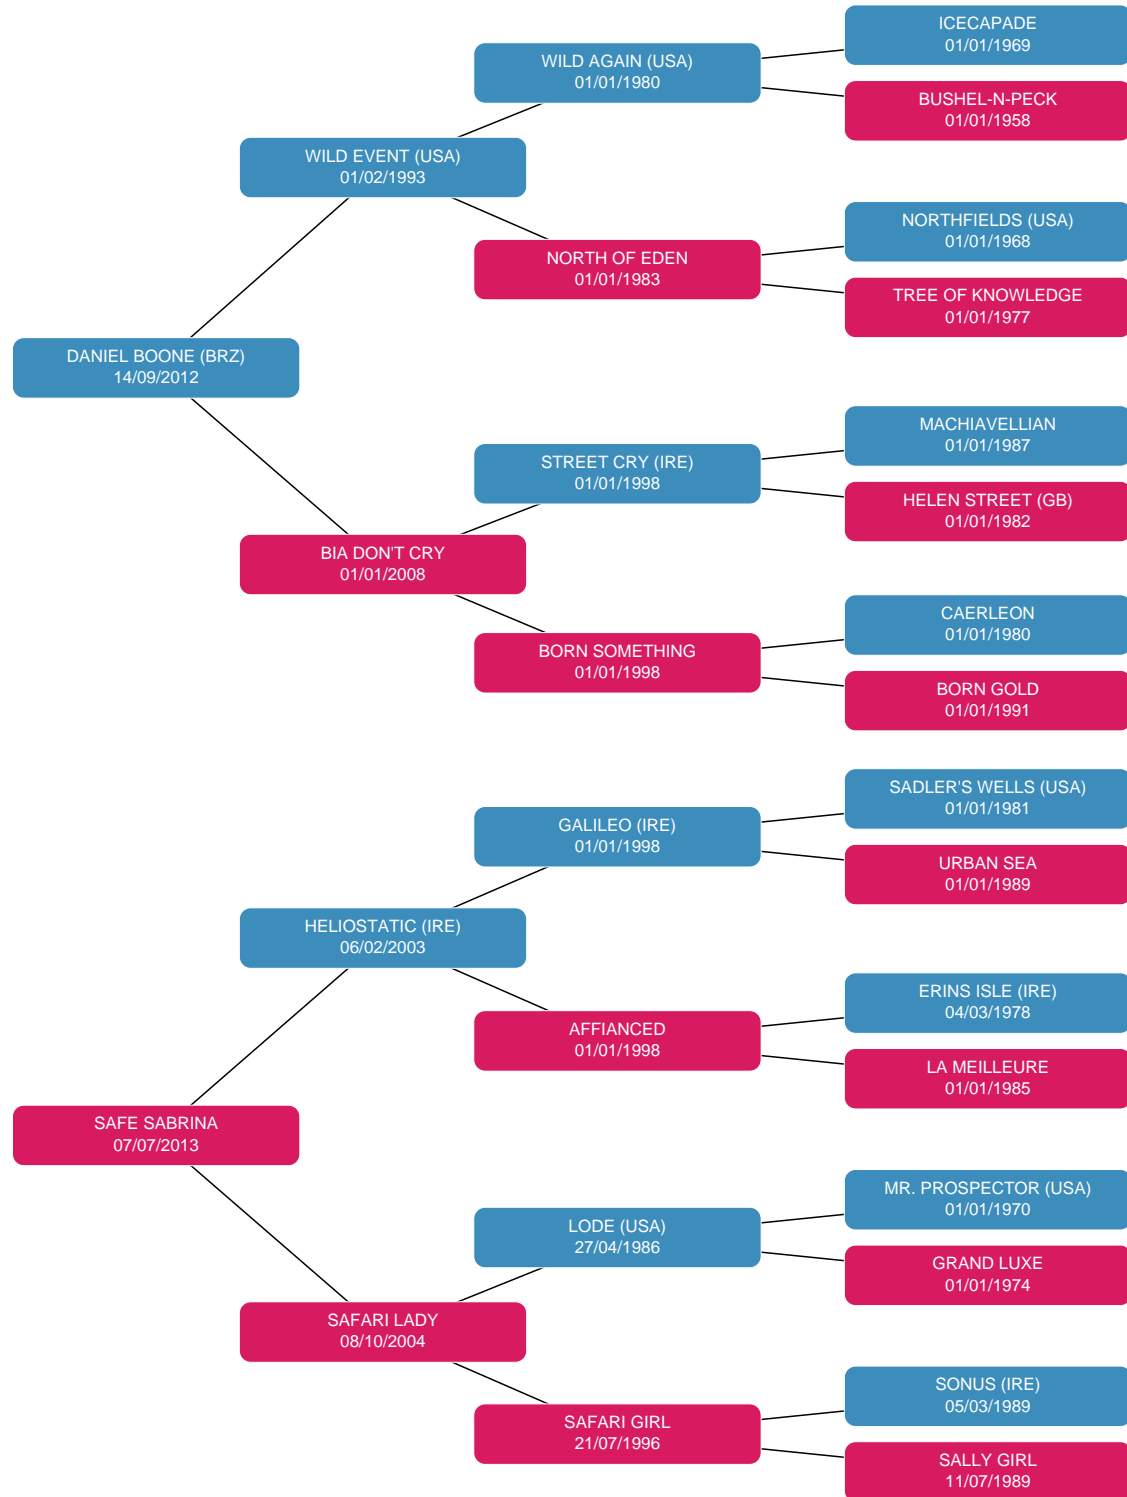 ICECAPADE
01/01/1969
WILD AGAIN (USA)
01/01/1980
BUSHEL-N-PECK
01/01/1958
WILD EVENT (USA)
01/02/1993
NORTHFIELDS (USA)
01/01/1968
NORTH OF EDEN
01/01/1983
TREE OF KNOWLEDGE
01/01/1977
DANIEL BOONE (BRZ)
14/09/2012
MACHIAVELLIAN
01/01/1987
STREET CRY (IRE)
01/01/1998
HELEN STREET (GB)
01/01/1982
BIA DON'T CRY
01/01/2008
CAERLEON
01/01/1980
BORN SOMETHING
01/01/1998
BORN GOLD
01/01/1991
SADLER'S WELLS (USA)
01/01/1981
GALILEO (IRE)
01/01/1998
URBAN SEA
01/01/1989
HELIOSTATIC (IRE)
06/02/2003
ERINS ISLE (IRE)
04/03/1978
AFFIANCED
01/01/1998
LA MEILLEURE
01/01/1985
SAFE SABRINA
07/07/2013
MR. PROSPECTOR (USA)
01/01/1970
LODE (USA)
27/04/1986
GRAND LUXE
01/01/1974
SAFARI LADY
08/10/2004
SONUS (IRE)
05/03/1989
SAFARI GIRL
21/07/1996
SALLY GIRL
11/07/1989